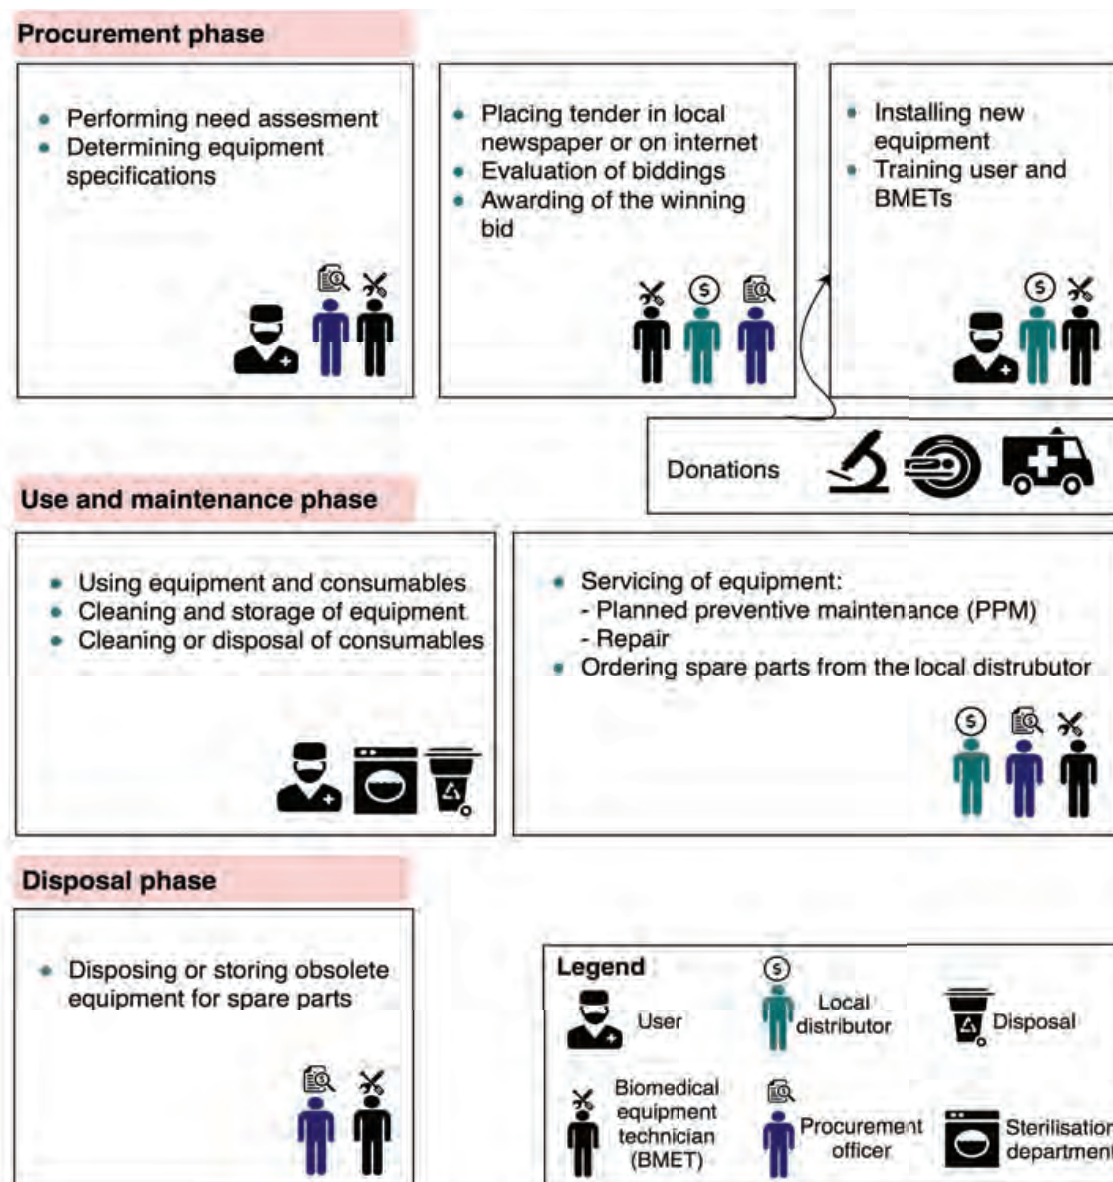 Procurement phase
• Performing need assesment
• Determining equipment
specifications
• Placing tender in local
newspaper or on internet
• Evaluation of biddings
• Awarding of the winning
bid
• Installing new
equipment
• Training user and
BMETs
Donations
Use and maintenance phase
• Using equipment and consumables
• Cleaning and storage of equipment
• Cleaning or disposal of consumables
• Servicing of equipment:
- Planned preventive maintenance (PPM)
- Repair
• Ordering spare parts from the local distrubutor
Disposal phase
• Disposing or storing obsolete
equipment for spare parts
Legend
User
Local
distributor
Disposal
Biomedical
equipment
technician
(BMET)
Procurement
officer
Sterilisation
department